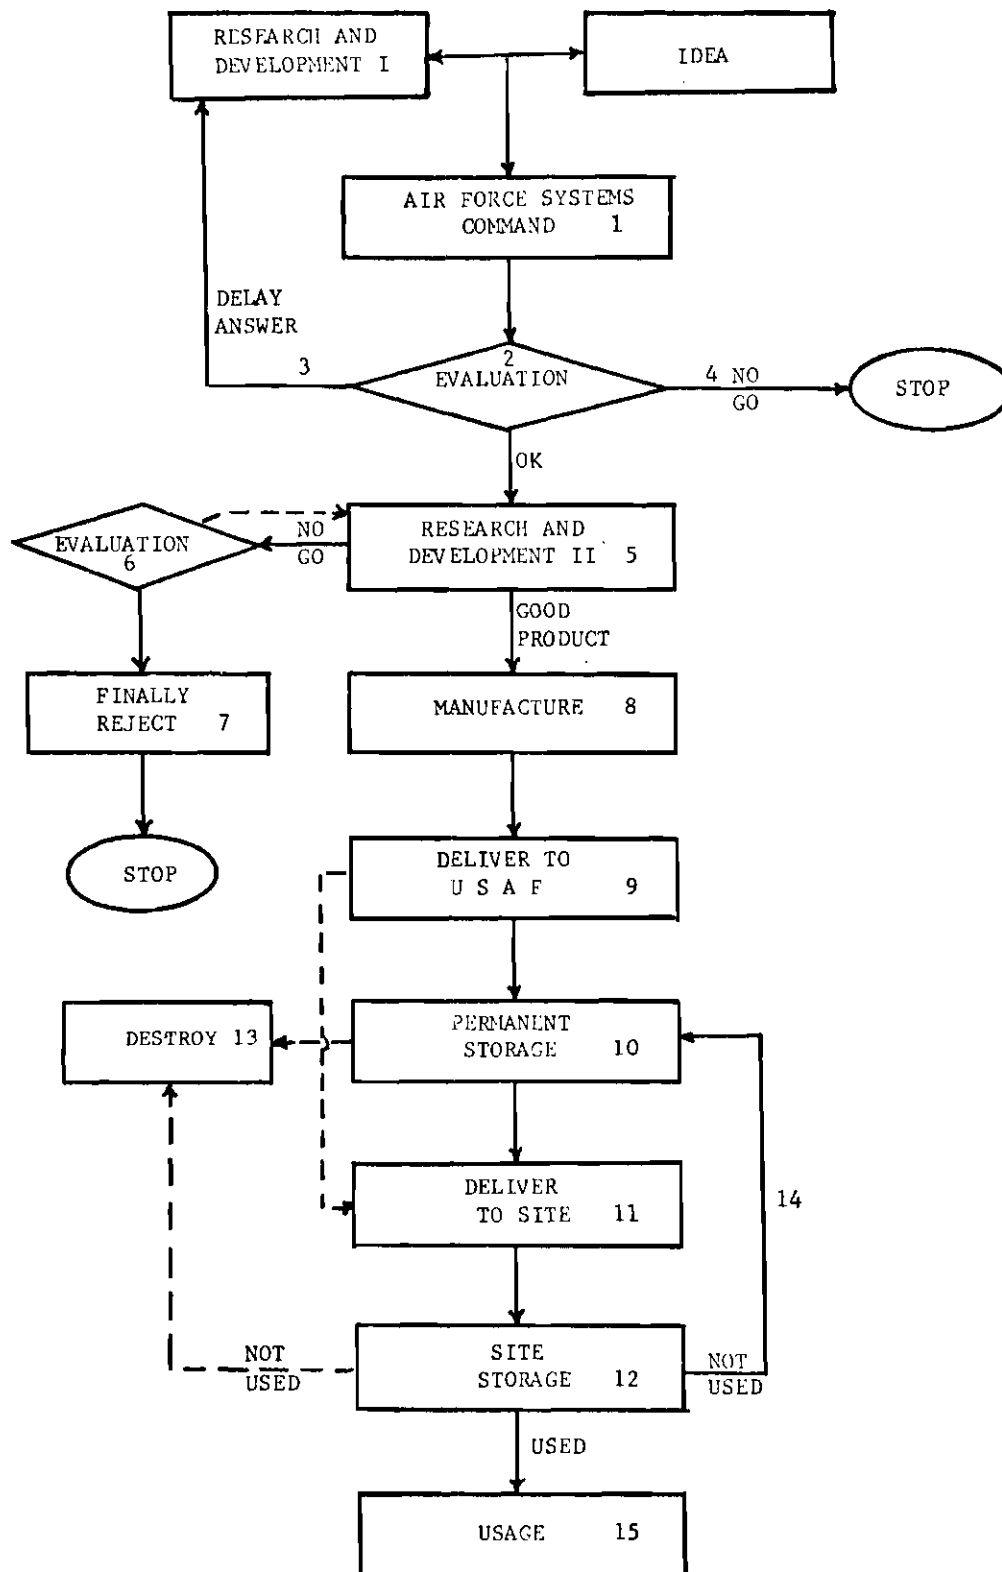 RESEARCH AND
DEVELOPMENT I
IDEA
AIR FORCE SYSTEMS
COMMAND 1
DELAY
ANSWER
3
2
EVALUATION
4 NO
GO
STOP
OK
EVALUATION
6
NO
GO
RESEARCH AND
DEVELOPMENT II 5
GOOD
PRODUCT
FINALLY
REJECT 7
MANUFACTURE 8
STOP
DELIVER TO
U S A F 9
DESTROY 13
PERMANENT
STORAGE 10
DELIVER
TO SITE 11
14
NOT
USED
SITE
STORAGE 12
NOT
USED
USED
USAGE 15